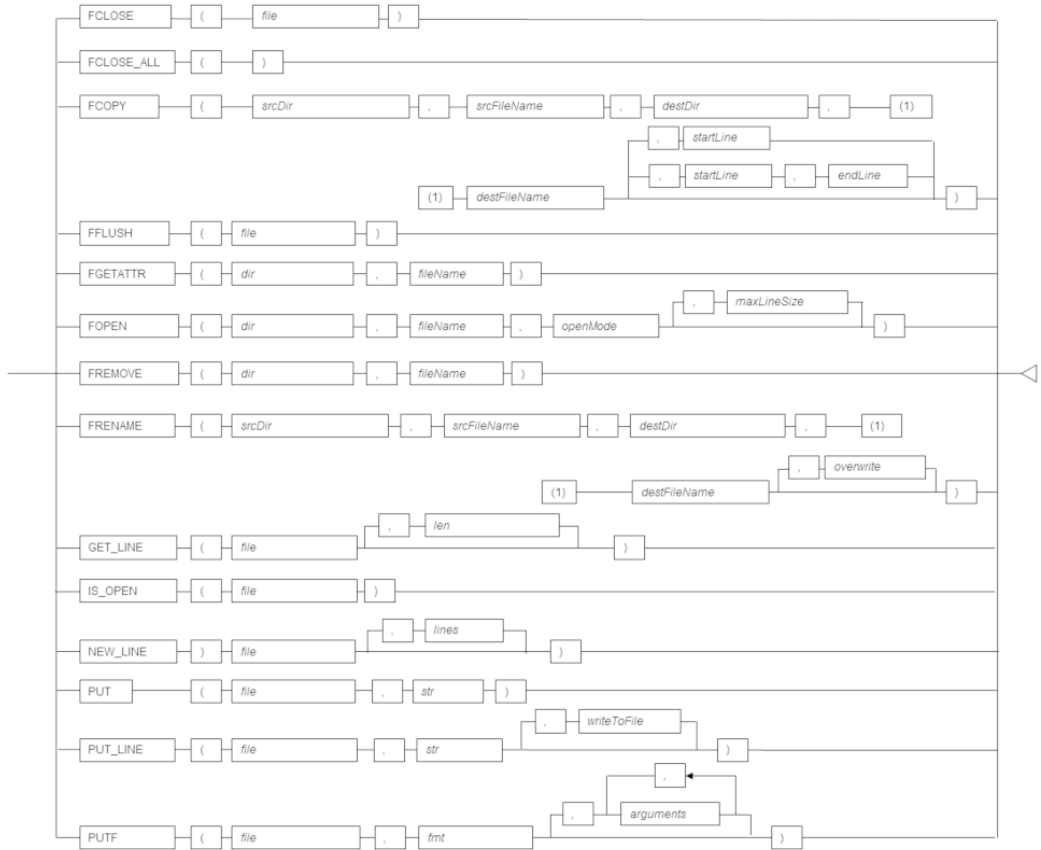 FCLOSE ( file )
FCLOSE_ALL ( )
FCOPY ( srcDir , srcFileName , destDir , (1)
, startLine
, startLine , endLine
(1) destFileName )
FFLUSH ( file )
FGETATTR ( dir , fileName )
, maxLineSize
FOPEN ( dir , fileName , openMode )
FREMOVE ( dir , fileName )
FRENAME ( srcDir , srcFileName , destDir , (1)
, overwrite
(1) destFileName )
, len
GET_LINE ( file )
IS_OPEN ( file )
, lines
NEW_LINE ) file )
PUT ( file , str )
, writeToFile
PUT_LINE ( file , str )
,
, arguments
PUTF ( file , fmt )